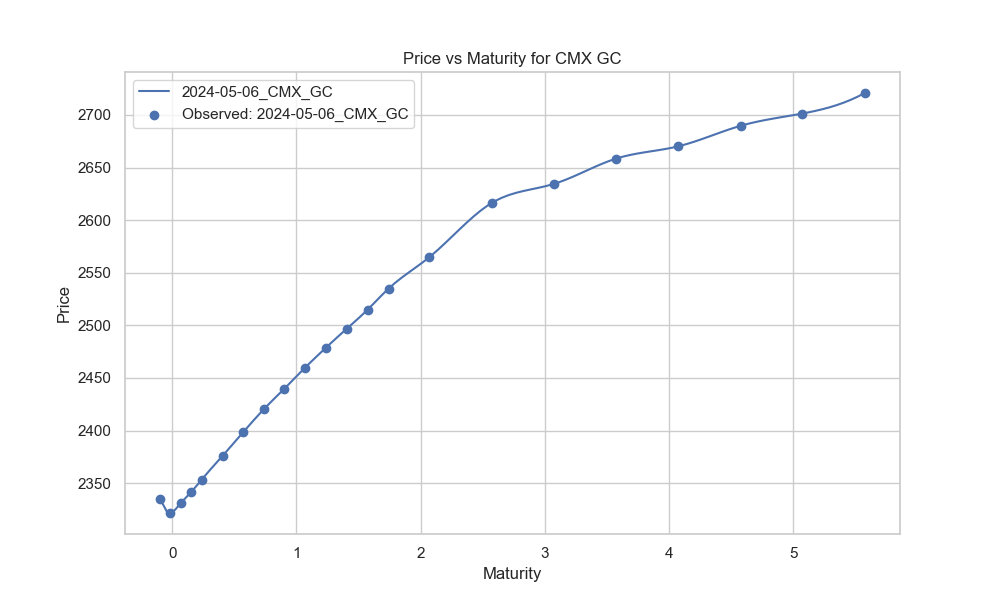 Price vs Maturity for CMX GC
2024-05-06_CMX_GC
Observed: 2024-05-06_CMX_GC
2700
2650
2600
2550
2500
2450
2400
2350
Price
0 1 2 3 4 5
Maturity